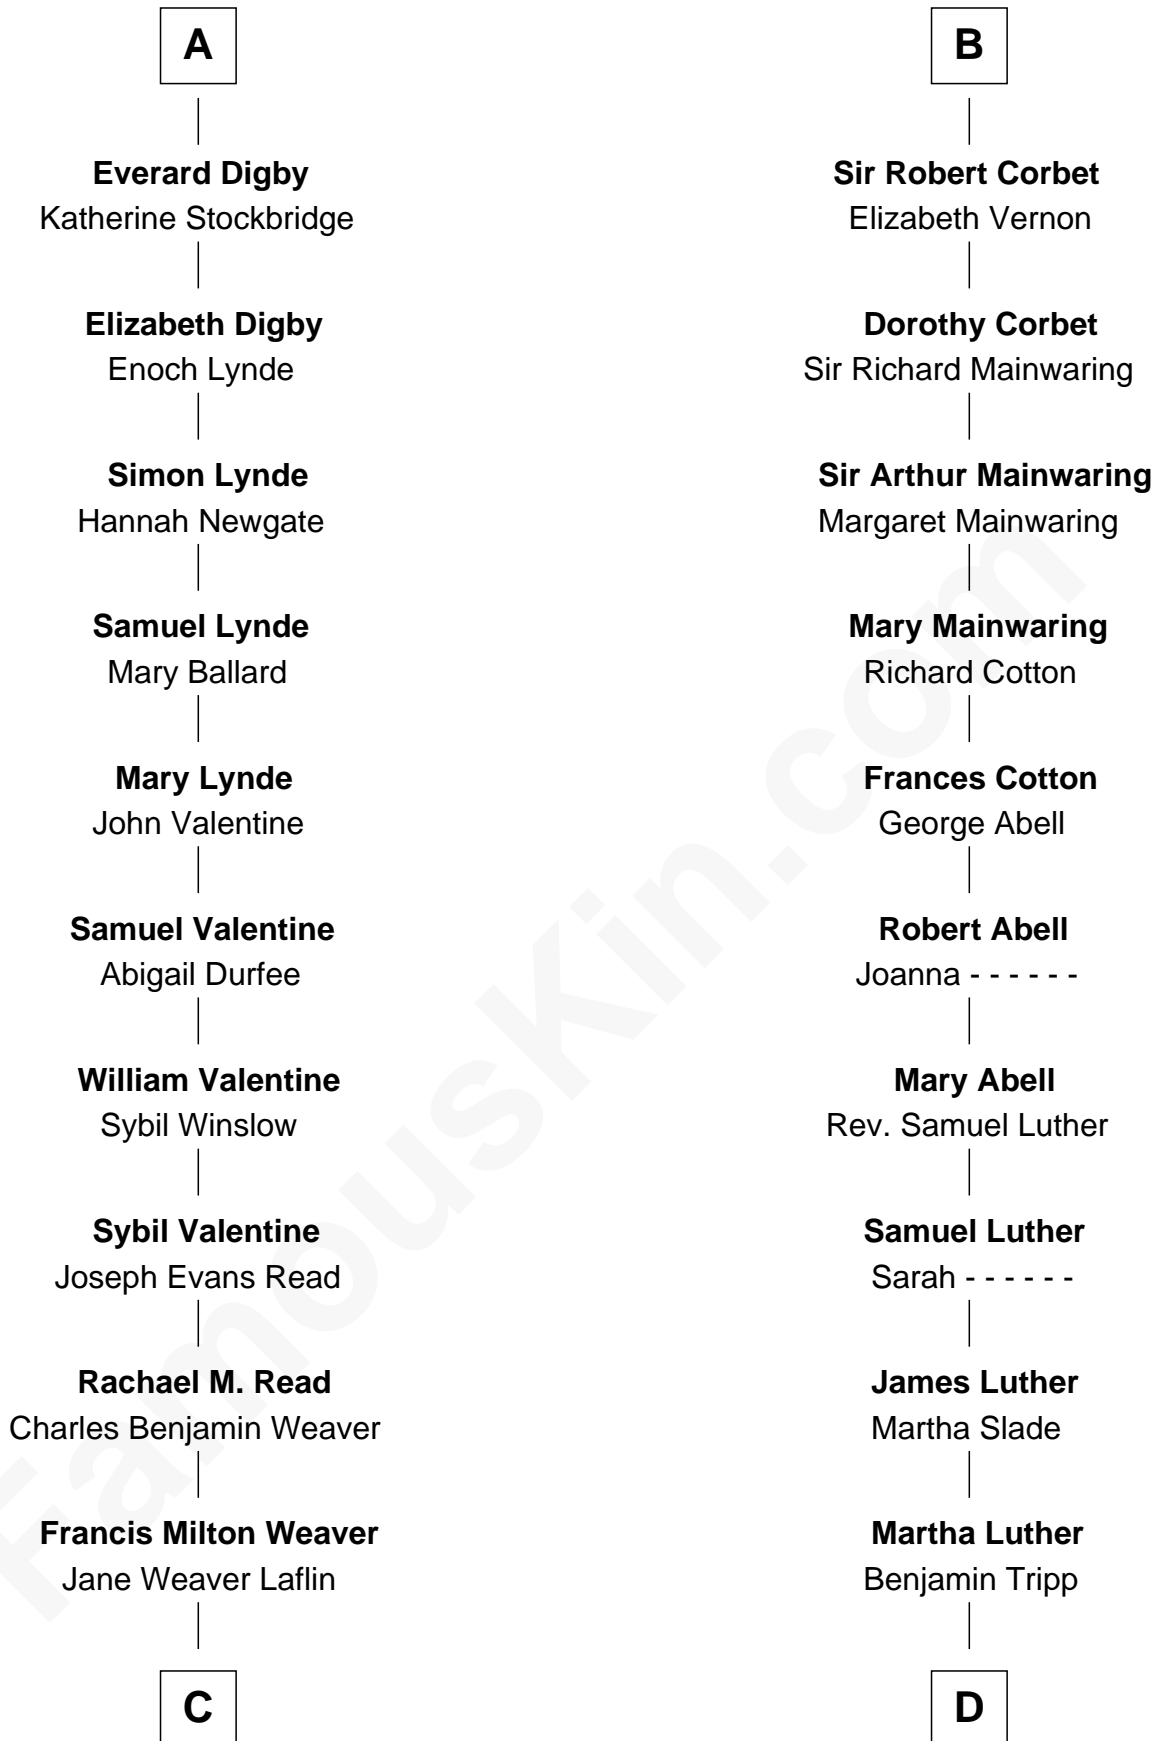 A
Everard Digby
Katherine Stockbridge
Elizabeth Digby
Enoch Lynde
Simon Lynde
Hannah Newgate
Samuel Lynde
Mary Ballard
Mary Lynde
John Valentine
Samuel Valentine
Abigail Durfee
William Valentine
Sybil Winslow
Sybil Valentine
Joseph Evans Read
Rachael M. Read
Charles Benjamin Weaver
Francis Milton Weaver
Jane Weaver Laflin
C
B
Sir Robert Corbet
Elizabeth Vernon
Dorothy Corbet
Sir Richard Mainwaring
Sir Arthur Mainwaring
Margaret Mainwaring
Mary Mainwaring
Richard Cotton
Frances Cotton
George Abell
Robert Abell
Joanna - - - - - -
Mary Abell
Rev. Samuel Luther
Samuel Luther
Sarah - - - - - -
James Luther
Martha Slade
Martha Luther
Benjamin Tripp
D
FamousKin.com